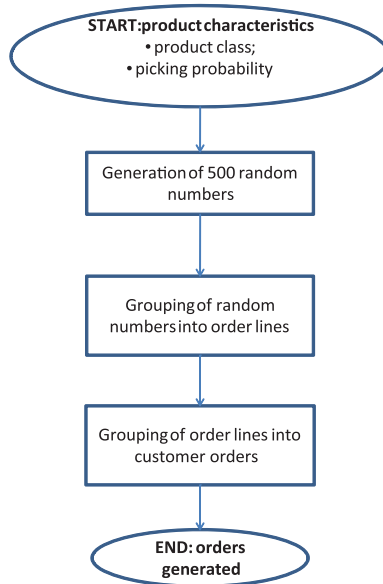 START:product characteristics
• product class;
• picking probability
Generation of 500 random
numbers
Grouping of random
numbers into order lines
Grouping of order lines into
customer orders
END: orders
generated